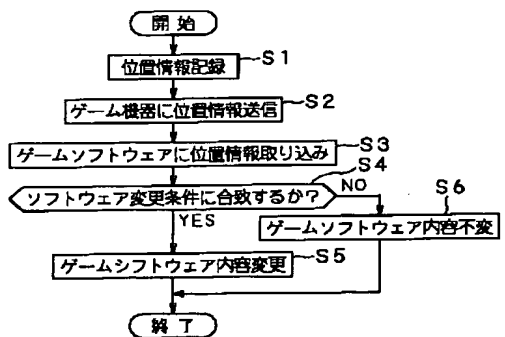 開始
位置情報記録 S1
ゲーム機器に位置情報送信 S2
ゲームソフトウェアに位置情報取り込み S3
ソフトウェア変更条件に合致するか? S4
NO
YES
S6
ゲームソフトウェア内容不変
ゲームシフトウェア内容変更 S5
終了